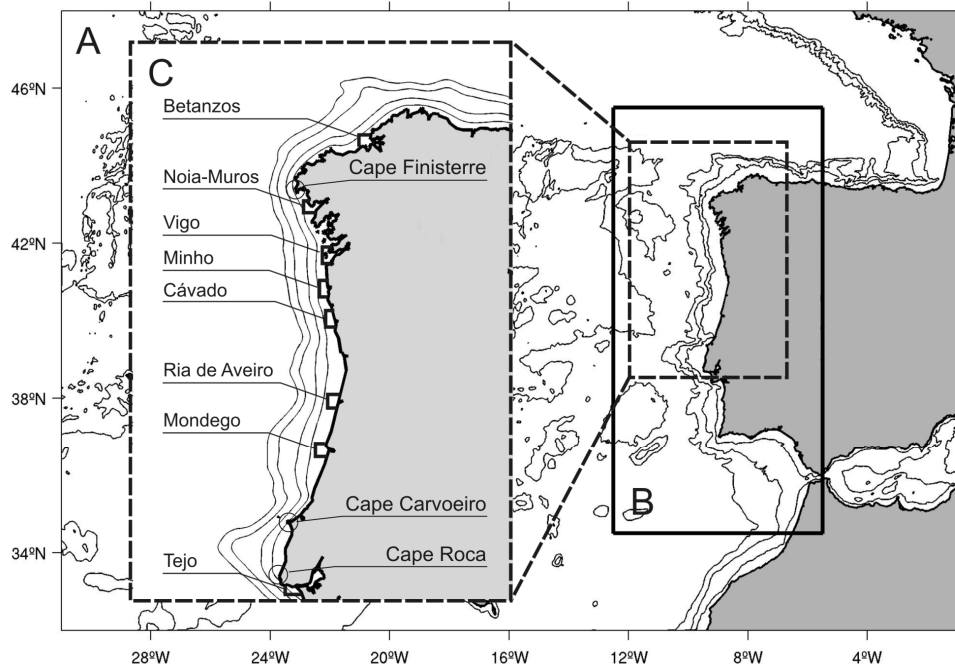 A
C
Betanzos
Cape Finisterre
Noia-Muros
Vigo
Minho
Cávado
Ria de Aveiro
Mondego
Cape Carvoeiro
Cape Roca
Tejo
B
46ºN
42ºN
38ºN
34ºN
28ºW
24ºW
20ºW
16ºW
12ºW
8ºW
4ºW